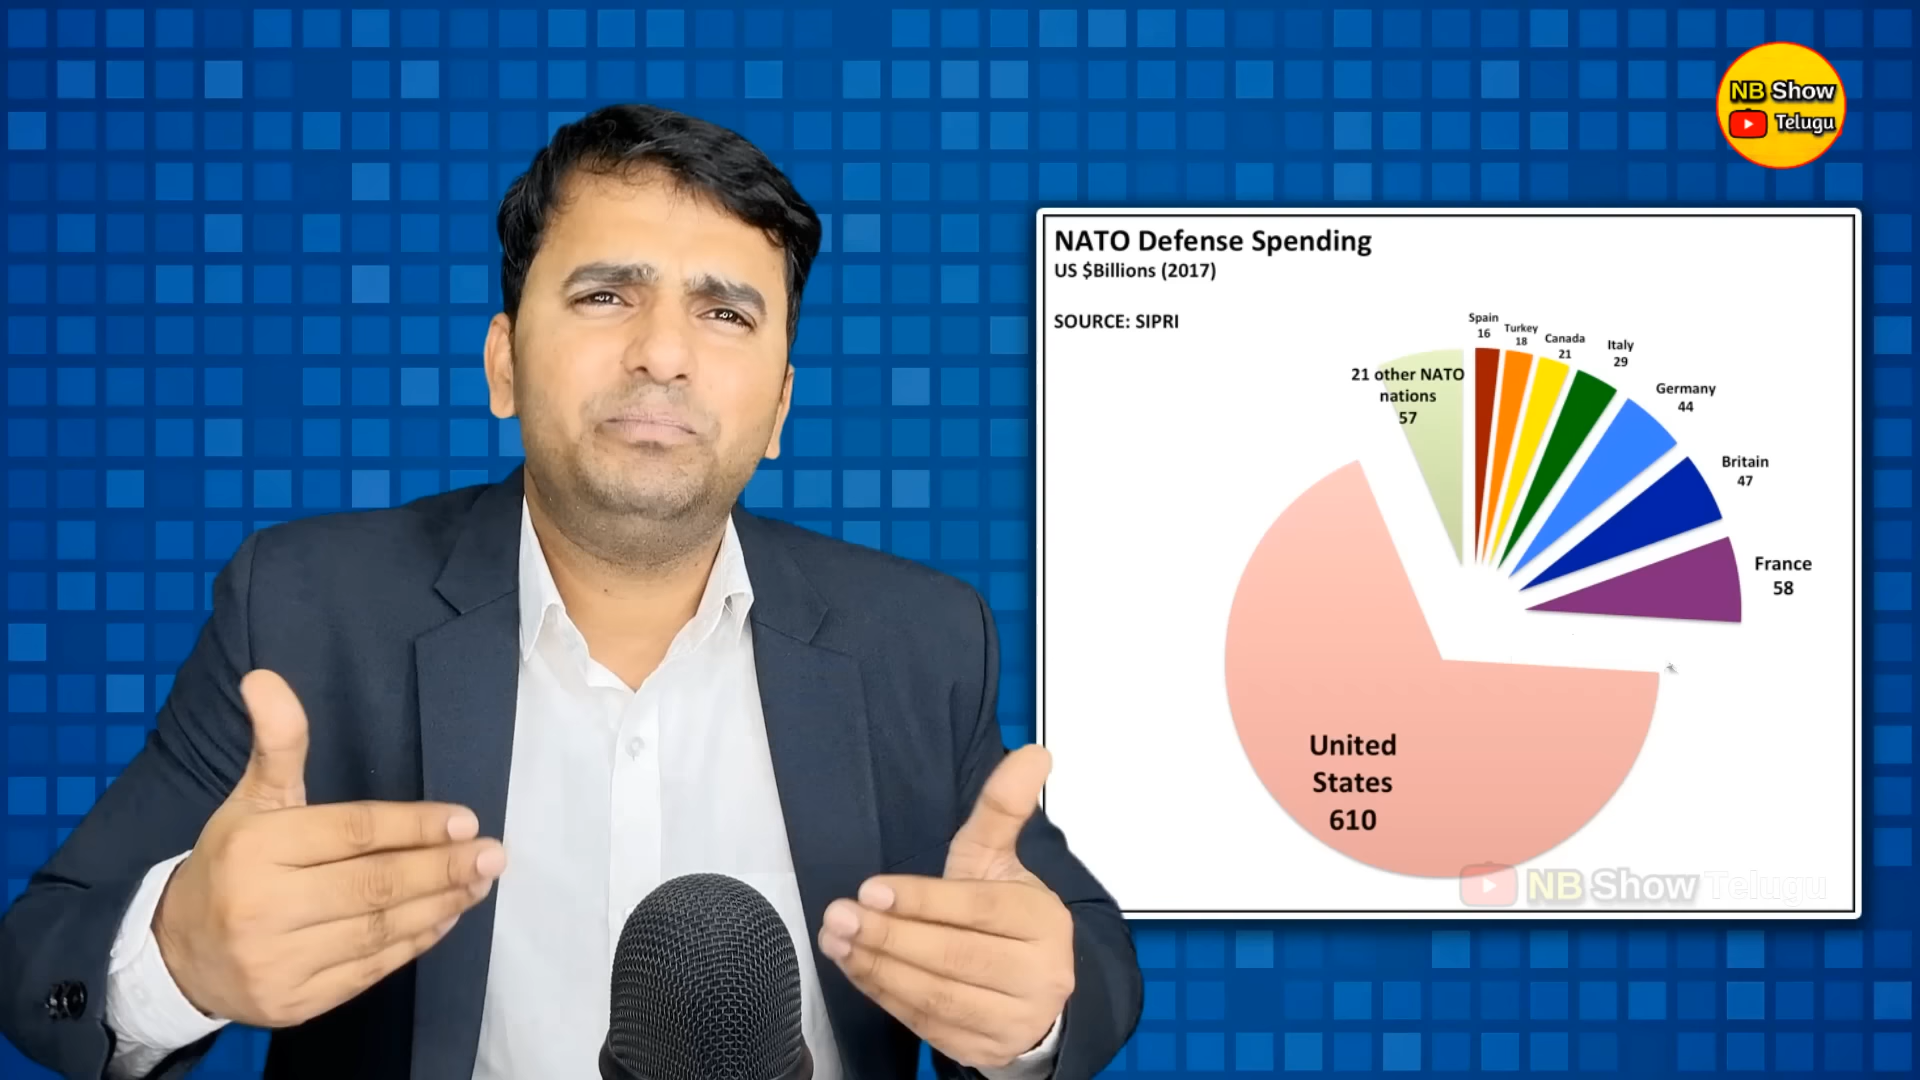 NB Show
Telugu
NATO Defense Spending
US $Billions (2017)
SOURCE: SIPRI
21 other NATO
nations
57
Spain
16
Turkey
18
Canada
21
Italy
29
Germany
44
Britain
47
France
58
United
States
610
NB Show Telugu